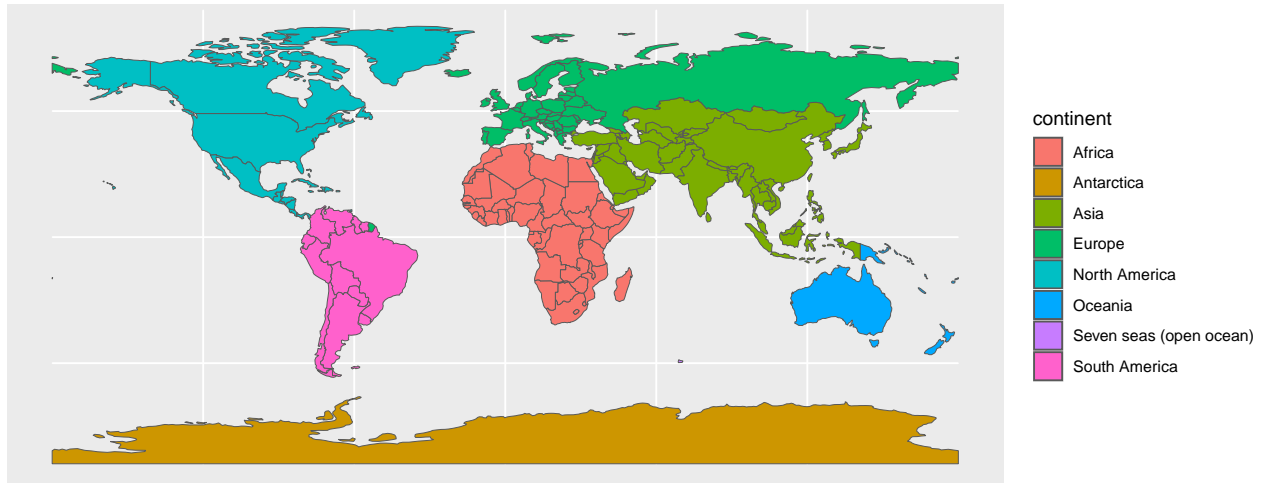 continent
Africa
Antarctica
Asia
Europe
North America
Oceania
Seven seas (open ocean)
South America